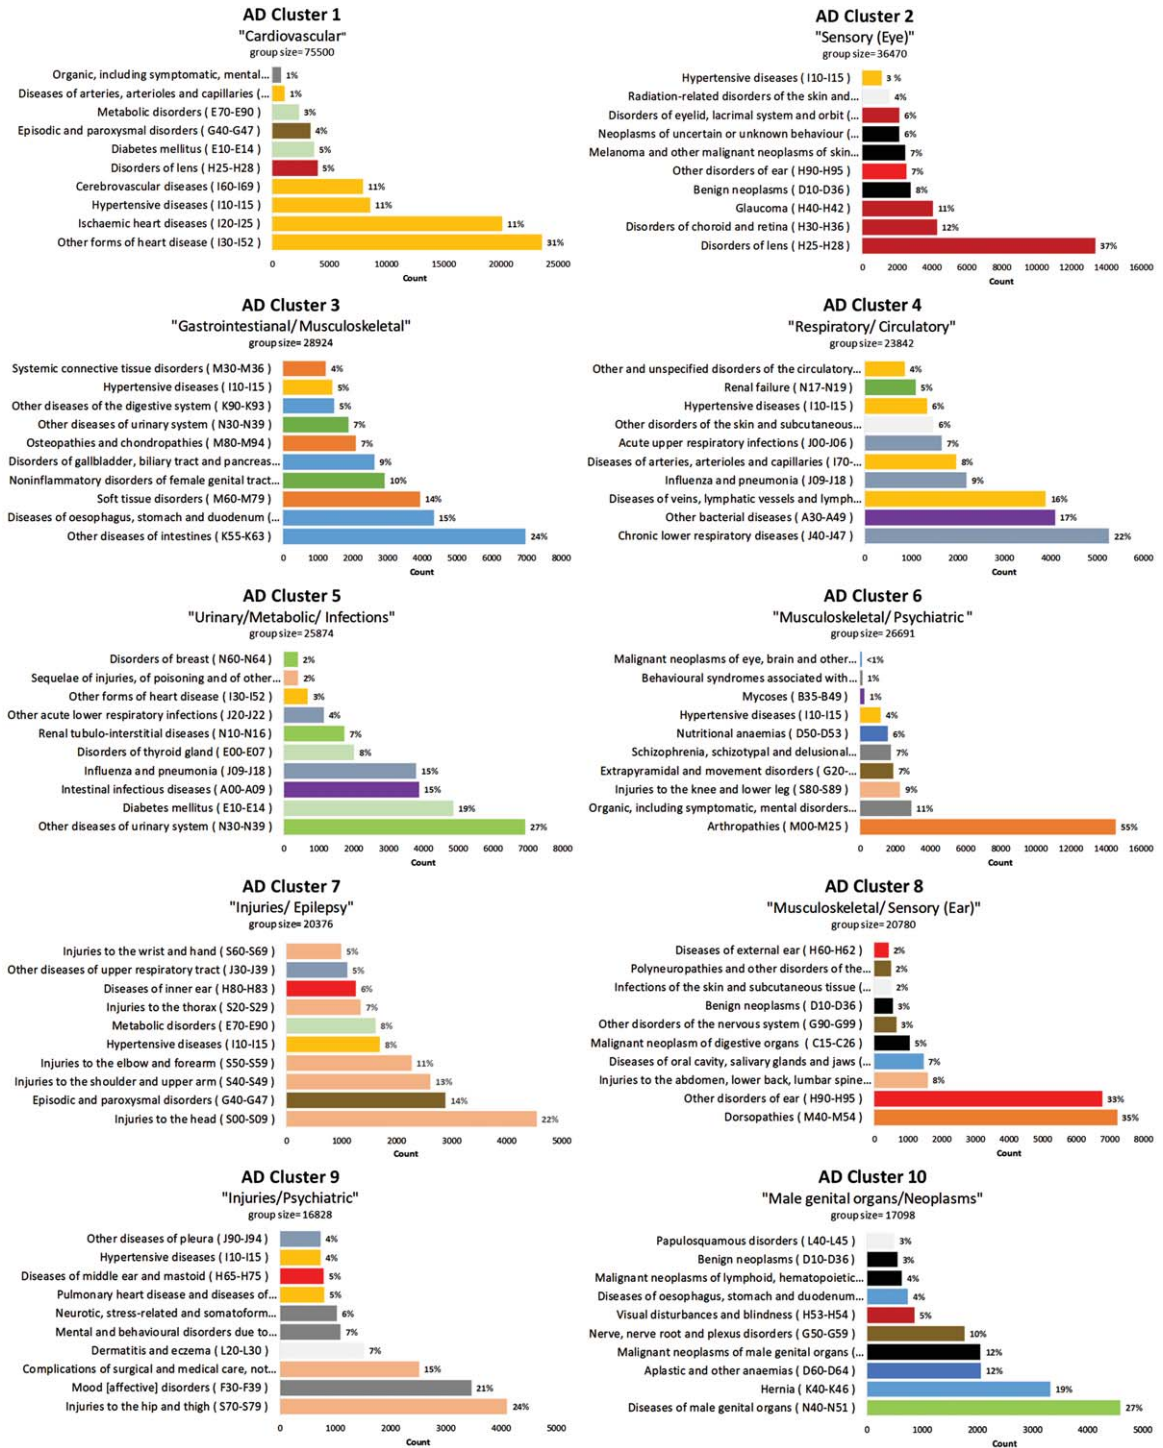 AD Cluster 1
"Cardiovascular"
group size= 75500
Organic, including symptomatic, mental... 1%
Diseases of arteries, arterioles and capillaries (... 1%
Metabolic disorders ( E70-E90 ) 3%
Episodic and paroxysmal disorders ( G40-G47 ) 4%
Diabetes mellitus ( E10-E14 ) 5%
Disorders of lens ( H25-H28 ) 5%
Cerebrovascular diseases ( I60-I69 ) 11%
Hypertensive diseases ( I10-I15 ) 11%
Ischaemic heart diseases ( I20-I25 ) 11%
Other forms of heart disease ( I30-I52 ) 31%
0 5000 10000 15000 20000 25000
Count
AD Cluster 2
"Sensory (Eye)"
group size= 36470
Hypertensive diseases ( I10-I15 ) 3 %
Radiation-related disorders of the skin and... 4%
Disorders of eyelid, lacrimal system and orbit (... 6%
Neoplasms of uncertain or unknown behaviour (... 6%
Melanoma and other malignant neoplasms of skin... 7%
Other disorders of ear ( H90-H95 ) 7%
Benign neoplasms ( D10-D36 ) 8%
Glaucoma ( H40-H42 ) 11%
Disorders of choroid and retina ( H30-H36 ) 12%
Disorders of lens ( H25-H28 ) 37%
0 2000 4000 6000 8000 10000 12000 14000 16000
Count
AD Cluster 3
"Gastrointestianal/ Musculoskeletal"
group size= 28924
Systemic connective tissue disorders ( M30-M36 ) 4%
Hypertensive diseases ( I10-I15 ) 5%
Other diseases of the digestive system ( K90-K93 ) 5%
Other diseases of urinary system ( N30-N39 ) 7%
Osteopathies and chondropathies ( M80-M94 ) 7%
Disorders of gallbladder, biliary tract and pancreas... 9%
Noninflammatory disorders of female genital tract... 10%
Soft tissue disorders ( M60-M79 ) 14%
Diseases of oesophagus, stomach and duodenum (... 15%
Other diseases of intestines ( K55-K63 ) 24%
0 1000 2000 3000 4000 5000 6000 7000 8000
Count
AD Cluster 4
"Respiratory/ Circulatory"
group size= 23842
Other and unspecified disorders of the circulatory... 4%
Renal failure ( N17-N19 ) 5%
Hypertensive diseases ( I10-I15 ) 6%
Other disorders of the skin and subcutaneous... 6%
Acute upper respiratory infections ( J00-J06 ) 7%
Diseases of arteries, arterioles and capillaries ( I70-... 8%
Influenza and pneumonia ( J09-J18 ) 9%
Diseases of veins, lymphatic vessels and lymph... 16%
Other bacterial diseases ( A30-A49 ) 17%
Chronic lower respiratory diseases ( J40-J47 ) 22%
0 1000 2000 3000 4000 5000 6000
Count
AD Cluster 5
"Urinary/Metabolic/ Infections"
group size= 25874
Disorders of breast ( N60-N64 ) 2%
Sequelae of injuries, of poisoning and of other... 2%
Other forms of heart disease ( I30-I52 ) 3%
Other acute lower respiratory infections ( J20-J22 ) 4%
Renal tubulo-interstitial diseases ( N10-N16 ) 7%
Disorders of thyroid gland ( E00-E07 ) 8%
Influenza and pneumonia ( J09-J18 ) 15%
Intestinal infectious diseases ( A00-A09 ) 15%
Diabetes mellitus ( E10-E14 ) 19%
Other diseases of urinary system ( N30-N39 ) 27%
0 1000 2000 3000 4000 5000 6000 7000 8000
Count
AD Cluster 6
"Musculoskeletal/ Psychiatric "
group size= 26691
Malignant neoplasms of eye, brain and other... <1%
Behavioural syndromes associated with... 1%
Mycoses ( B35-B49 ) 1%
Hypertensive diseases ( I10-I15 ) 4%
Nutritional anaemias ( D50-D53 ) 6%
Schizophrenia, schizotypal and delusional... 7%
Extrapyramidal and movement disorders ( G20-... 7%
Injuries to the knee and lower leg ( S80-S89 ) 9%
Organic, including symptomatic, mental disorders... 11%
Arthropathies ( M00-M25 ) 55%
0 2000 4000 6000 8000 10000 12000 14000 16000
Count
AD Cluster 7
"Injuries/ Epilepsy"
group size= 20376
Injuries to the wrist and hand ( S60-S69 ) 5%
Other diseases of upper respiratory tract ( J30-J39 ) 5%
Diseases of inner ear ( H80-H83 ) 6%
Injuries to the thorax ( S20-S29 ) 7%
Metabolic disorders ( E70-E90 ) 8%
Hypertensive diseases ( I10-I15 ) 8%
Injuries to the elbow and forearm ( S50-S59 ) 11%
Injuries to the shoulder and upper arm ( S40-S49 ) 13%
Episodic and paroxysmal disorders ( G40-G47 ) 14%
Injuries to the head ( S00-S09 ) 22%
0 1000 2000 3000 4000 5000
Count
AD Cluster 8
"Musculoskeletal/ Sensory (Ear)"
group size= 20780
Diseases of external ear ( H60-H62 ) 2%
Polyneuropathies and other disorders of the... 2%
Infections of the skin and subcutaneous tissue (... 2%
Benign neoplasms ( D10-D36 ) 3%
Other disorders of the nervous system ( G90-G99 ) 3%
Malignant neoplasm of digestive organs ( C15-C26 ) 5%
Diseases of oral cavity, salivary glands and jaws (... 7%
Injuries to the abdomen, lower back, lumbar spine... 8%
Other disorders of ear ( H90-H95 ) 33%
Dorsopathies ( M40-M54 ) 35%
0 1000 2000 3000 4000 5000 6000 7000 8000
Count
AD Cluster 9
"Injuries/Psychiatric"
group size= 16828
Other diseases of pleura ( J90-J94 ) 4%
Hypertensive diseases ( I10-I15 ) 4%
Diseases of middle ear and mastoid ( H65-H75 ) 5%
Pulmonary heart disease and diseases of... 5%
Neurotic, stress-related and somatoform... 6%
Mental and behavioural disorders due to... 7%
Dermatitis and eczema ( L20-L30 ) 7%
Complications of surgical and medical care, not... 15%
Mood [affective] disorders ( F30-F39 ) 21%
Injuries to the hip and thigh ( S70-S79 ) 24%
0 1000 2000 3000 4000 5000
Count
AD Cluster 10
"Male genital organs/Neoplasms"
group size= 17098
Papulosquamous disorders ( L40-L45 ) 3%
Benign neoplasms ( D10-D36 ) 3%
Malignant neoplasms of lymphoid, hematopoietic... 4%
Diseases of oesophagus, stomach and duodenum... 4%
Visual disturbances and blindness ( H53-H54 ) 5%
Nerve, nerve root and plexus disorders ( G50-G59 ) 10%
Malignant neoplasms of male genital organs (... 12%
Aplastic and other anaemias ( D60-D64 ) 12%
Hernia ( K40-K46 ) 19%
Diseases of male genital organs ( N40-N51 ) 27%
0 1000 2000 3000 4000 5000
Count